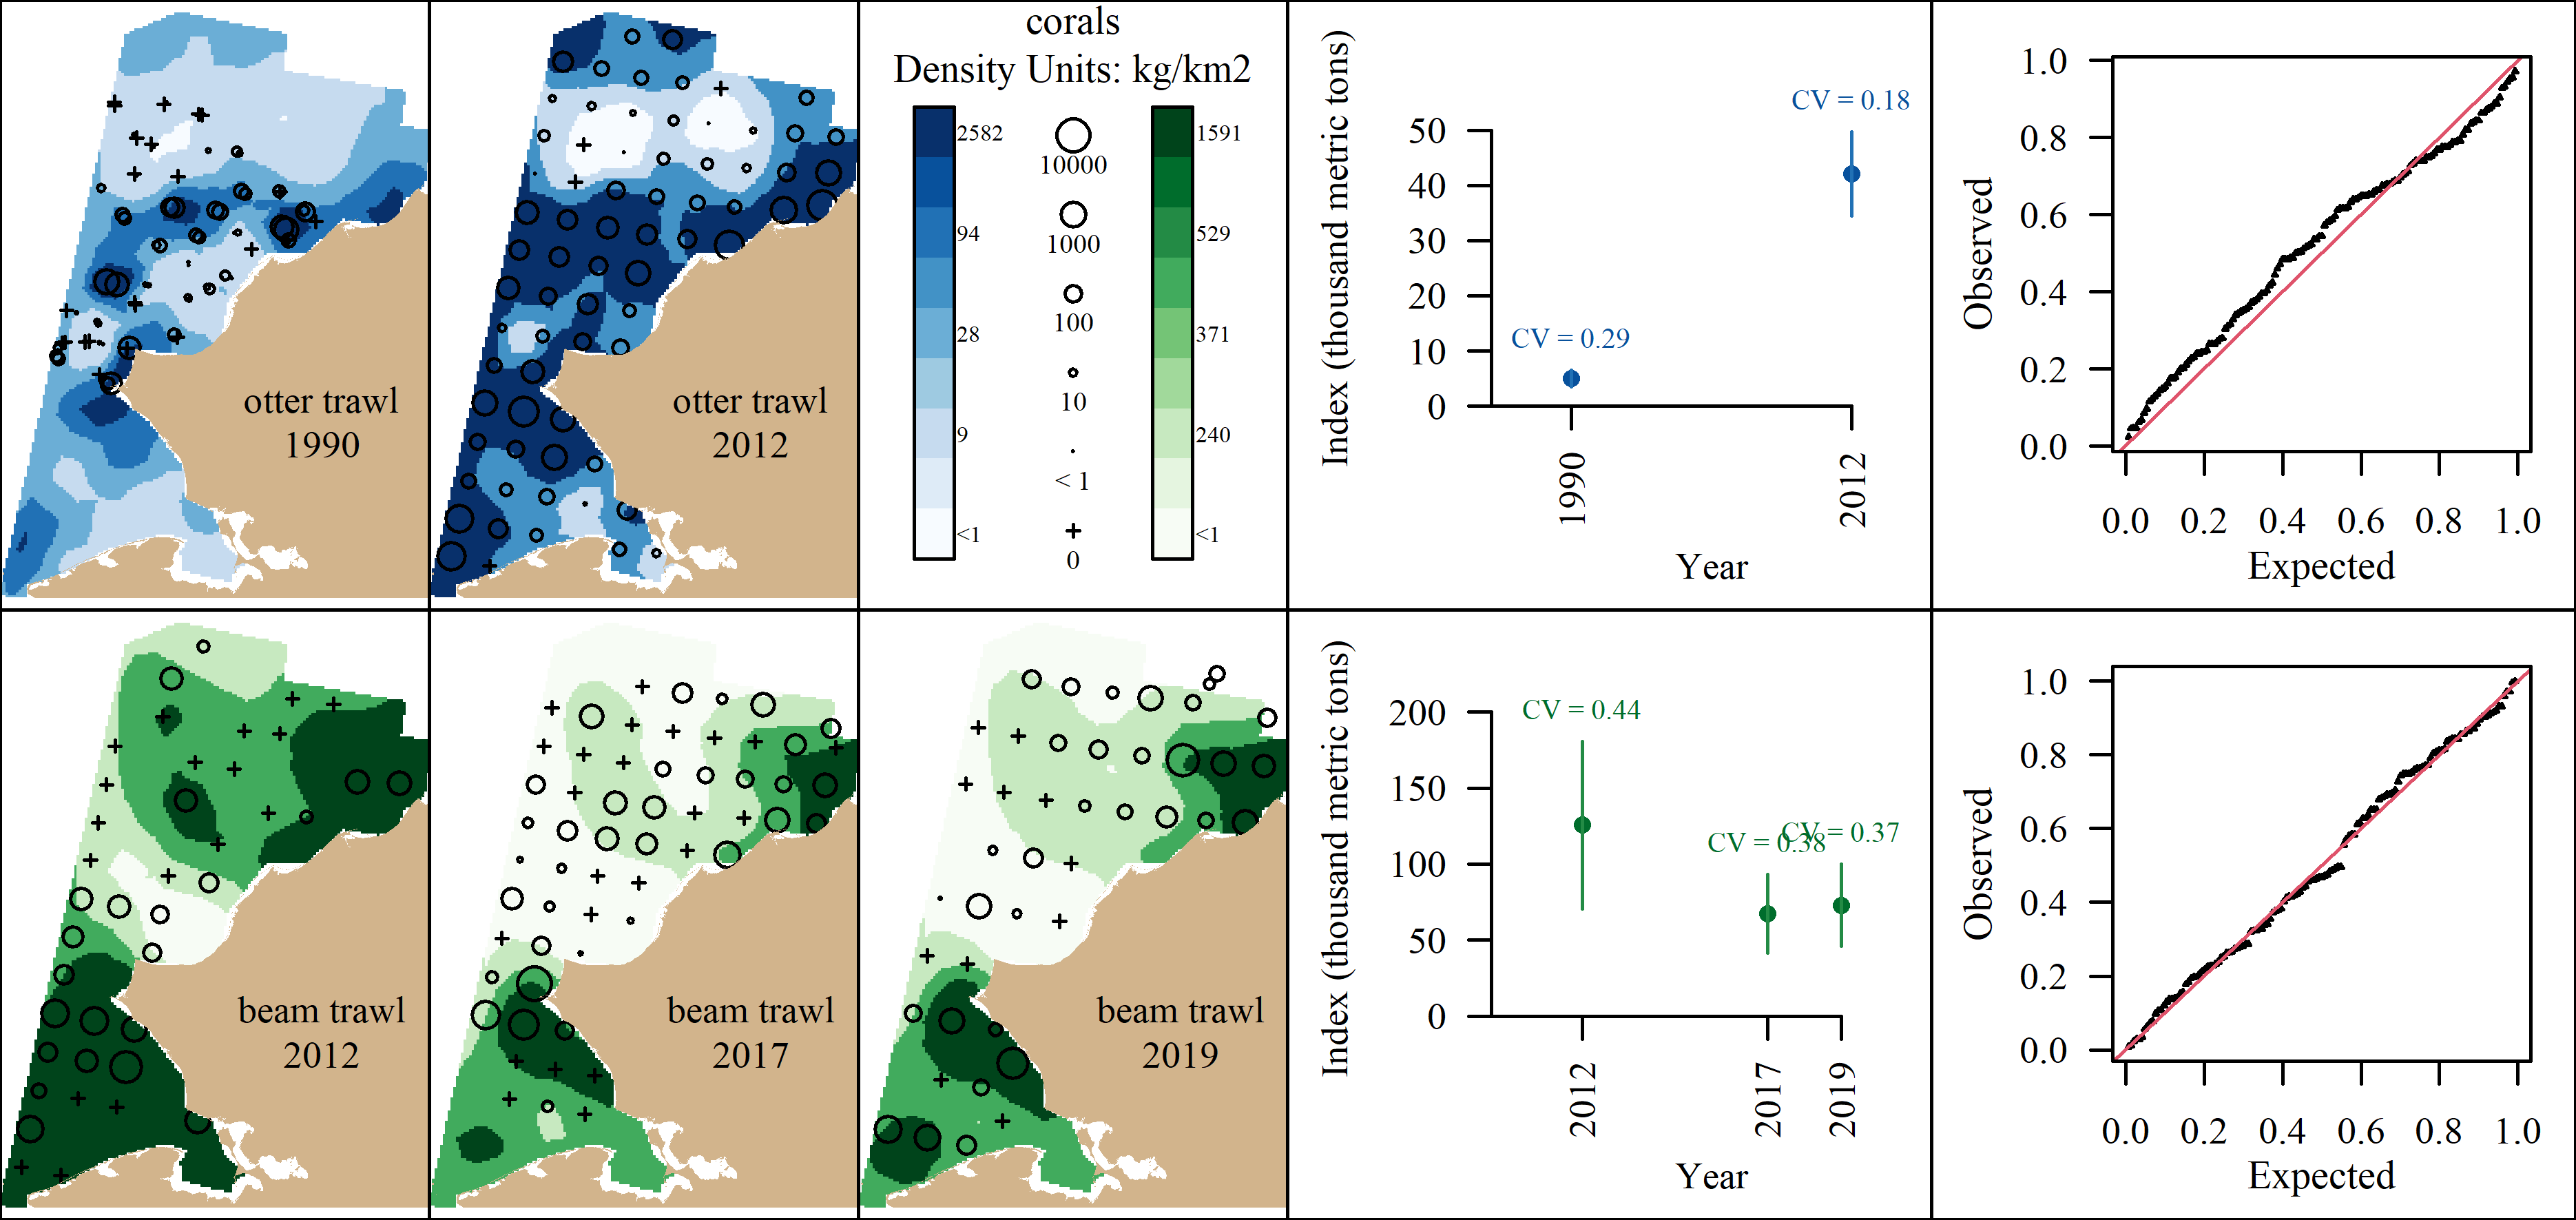 otter trawl
1990
otter trawl
2012
corals
Density Units: kg/km2
2582
94
28
9
<1
10000
1000
100
10
< 1
0
1591
529
371
240
<1
Index (thousand metric tons)
50
40
30
20
10
0
CV = 0.29
CV = 0.18
1990
2012
Year
Observed
1.0
0.8
0.6
0.4
0.2
0.0
0.0 0.2 0.4 0.6 0.8 1.0
Expected
beam trawl
2012
beam trawl
2017
beam trawl
2019
Index (thousand metric tons)
200
150
100
50
0
CV = 0.44
CV = 0.38
CV = 0.37
2012
2017
2019
Year
Observed
1.0
0.8
0.6
0.4
0.2
0.0
0.0 0.2 0.4 0.6 0.8 1.0
Expected